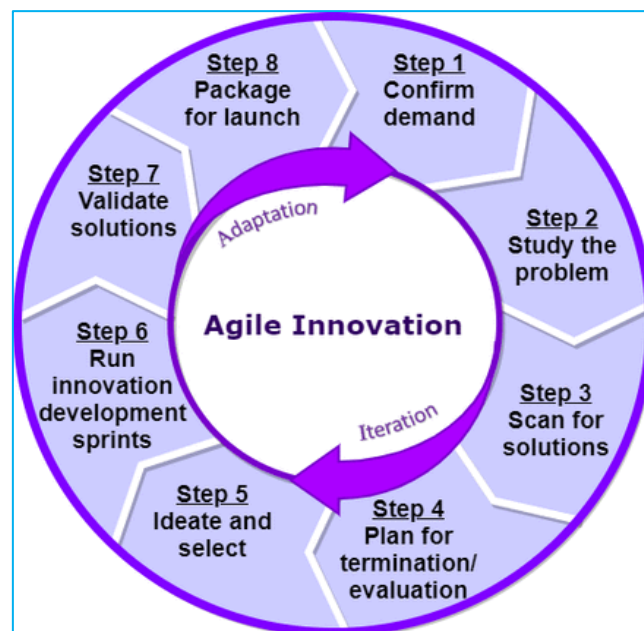 Step 1
Confirm
demand
Step 2
Study the
problem
Step 3
Scan for
solutions
Step 4
Plan for
termination/
evaluation
Step 5
Ideate and
select
Step 6
Run
innovation
development
sprints
Step 7
Validate
solutions
Step 8
Package
for launch
Adaptation
Agile Innovation
Iteration